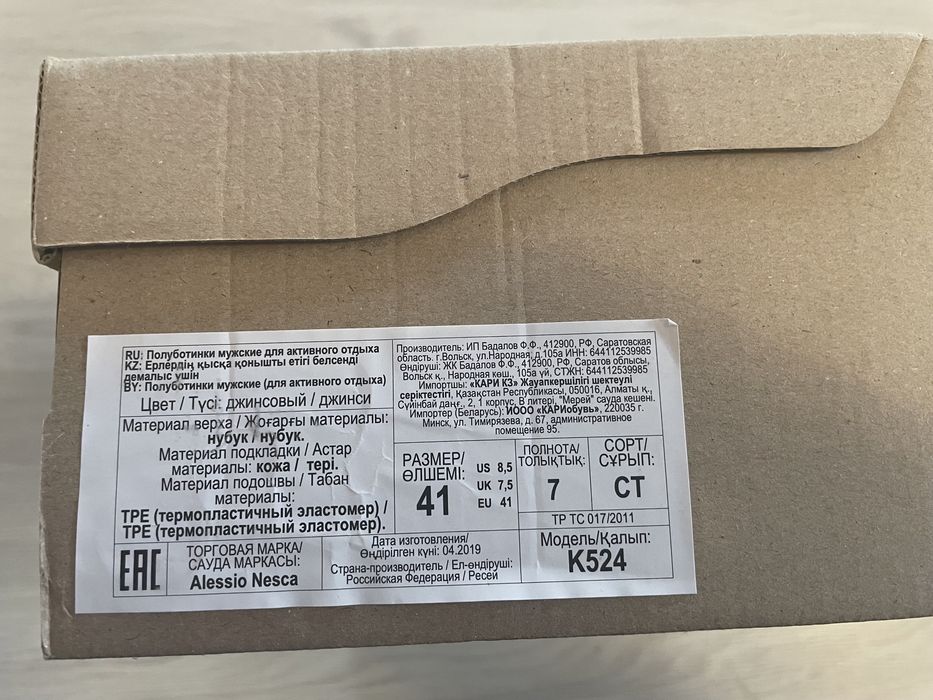 RU: Полуботинки мужские для активного отдыха
KZ: Ерлердің қысқа қонышты етігі белсенді
демалыс үшін
BY: Полуботинки мужские (для активного отдыха)
Цвет / Түсі: джинсовый / джинси
Материал верха / Жоғарғы материалы:
нубук / нубук.
Материал подкладки / Астар
материалы: кожа / тері.
Материал подошвы / Табан
материалы:
TPE (термопластичный эластомер) /
TPE (термопластичный эластомер).
EAC
ТОРГОВАЯ МАРКА/
САУДА МАРКАСЫ:
Alessio Nesca
Производитель: ИП Бадалов Ф.Ф., 412900, РФ, Саратовская
область. г.Вольск, ул.Народная, д.105а ИНН: 644112539985
Өндіруші: ЖК Бадалов Ф.Ф., 412900, РФ, Саратов облысы,
Вольск қ., Народная көш., 105а үй, СТЖН: 644112539985
Импортшы: «КАРИ КЗ» Жауапкершілігі шектеулі
серіктестігі, Қазақстан Республикасы, 050016, Алматы қ.,
Суйінбай даңғ., 2, 1 корпус, В литері, "Мерей" сауда кешені.
Импортер (Беларусь): ИООО «КАРИобувь», 220035 г.
Минск, ул. Тимирязева, д. 67, административное
помещение 95.
РАЗМЕР/
ӨЛШЕМІ:
41
US 8,5
UK 7,5
EU 41
ПОЛНОТА/
ТОЛЫҚТЫҚ:
7
СОРТ/
СҰРЫП:
СТ
ТР ТС 017/2011
Дата изготовления/
Өндірілген күні: 04.2019
Страна-производитель / Ел-өндіруші:
Российская Федерация / Ресей
Модель/Қалып:
K524